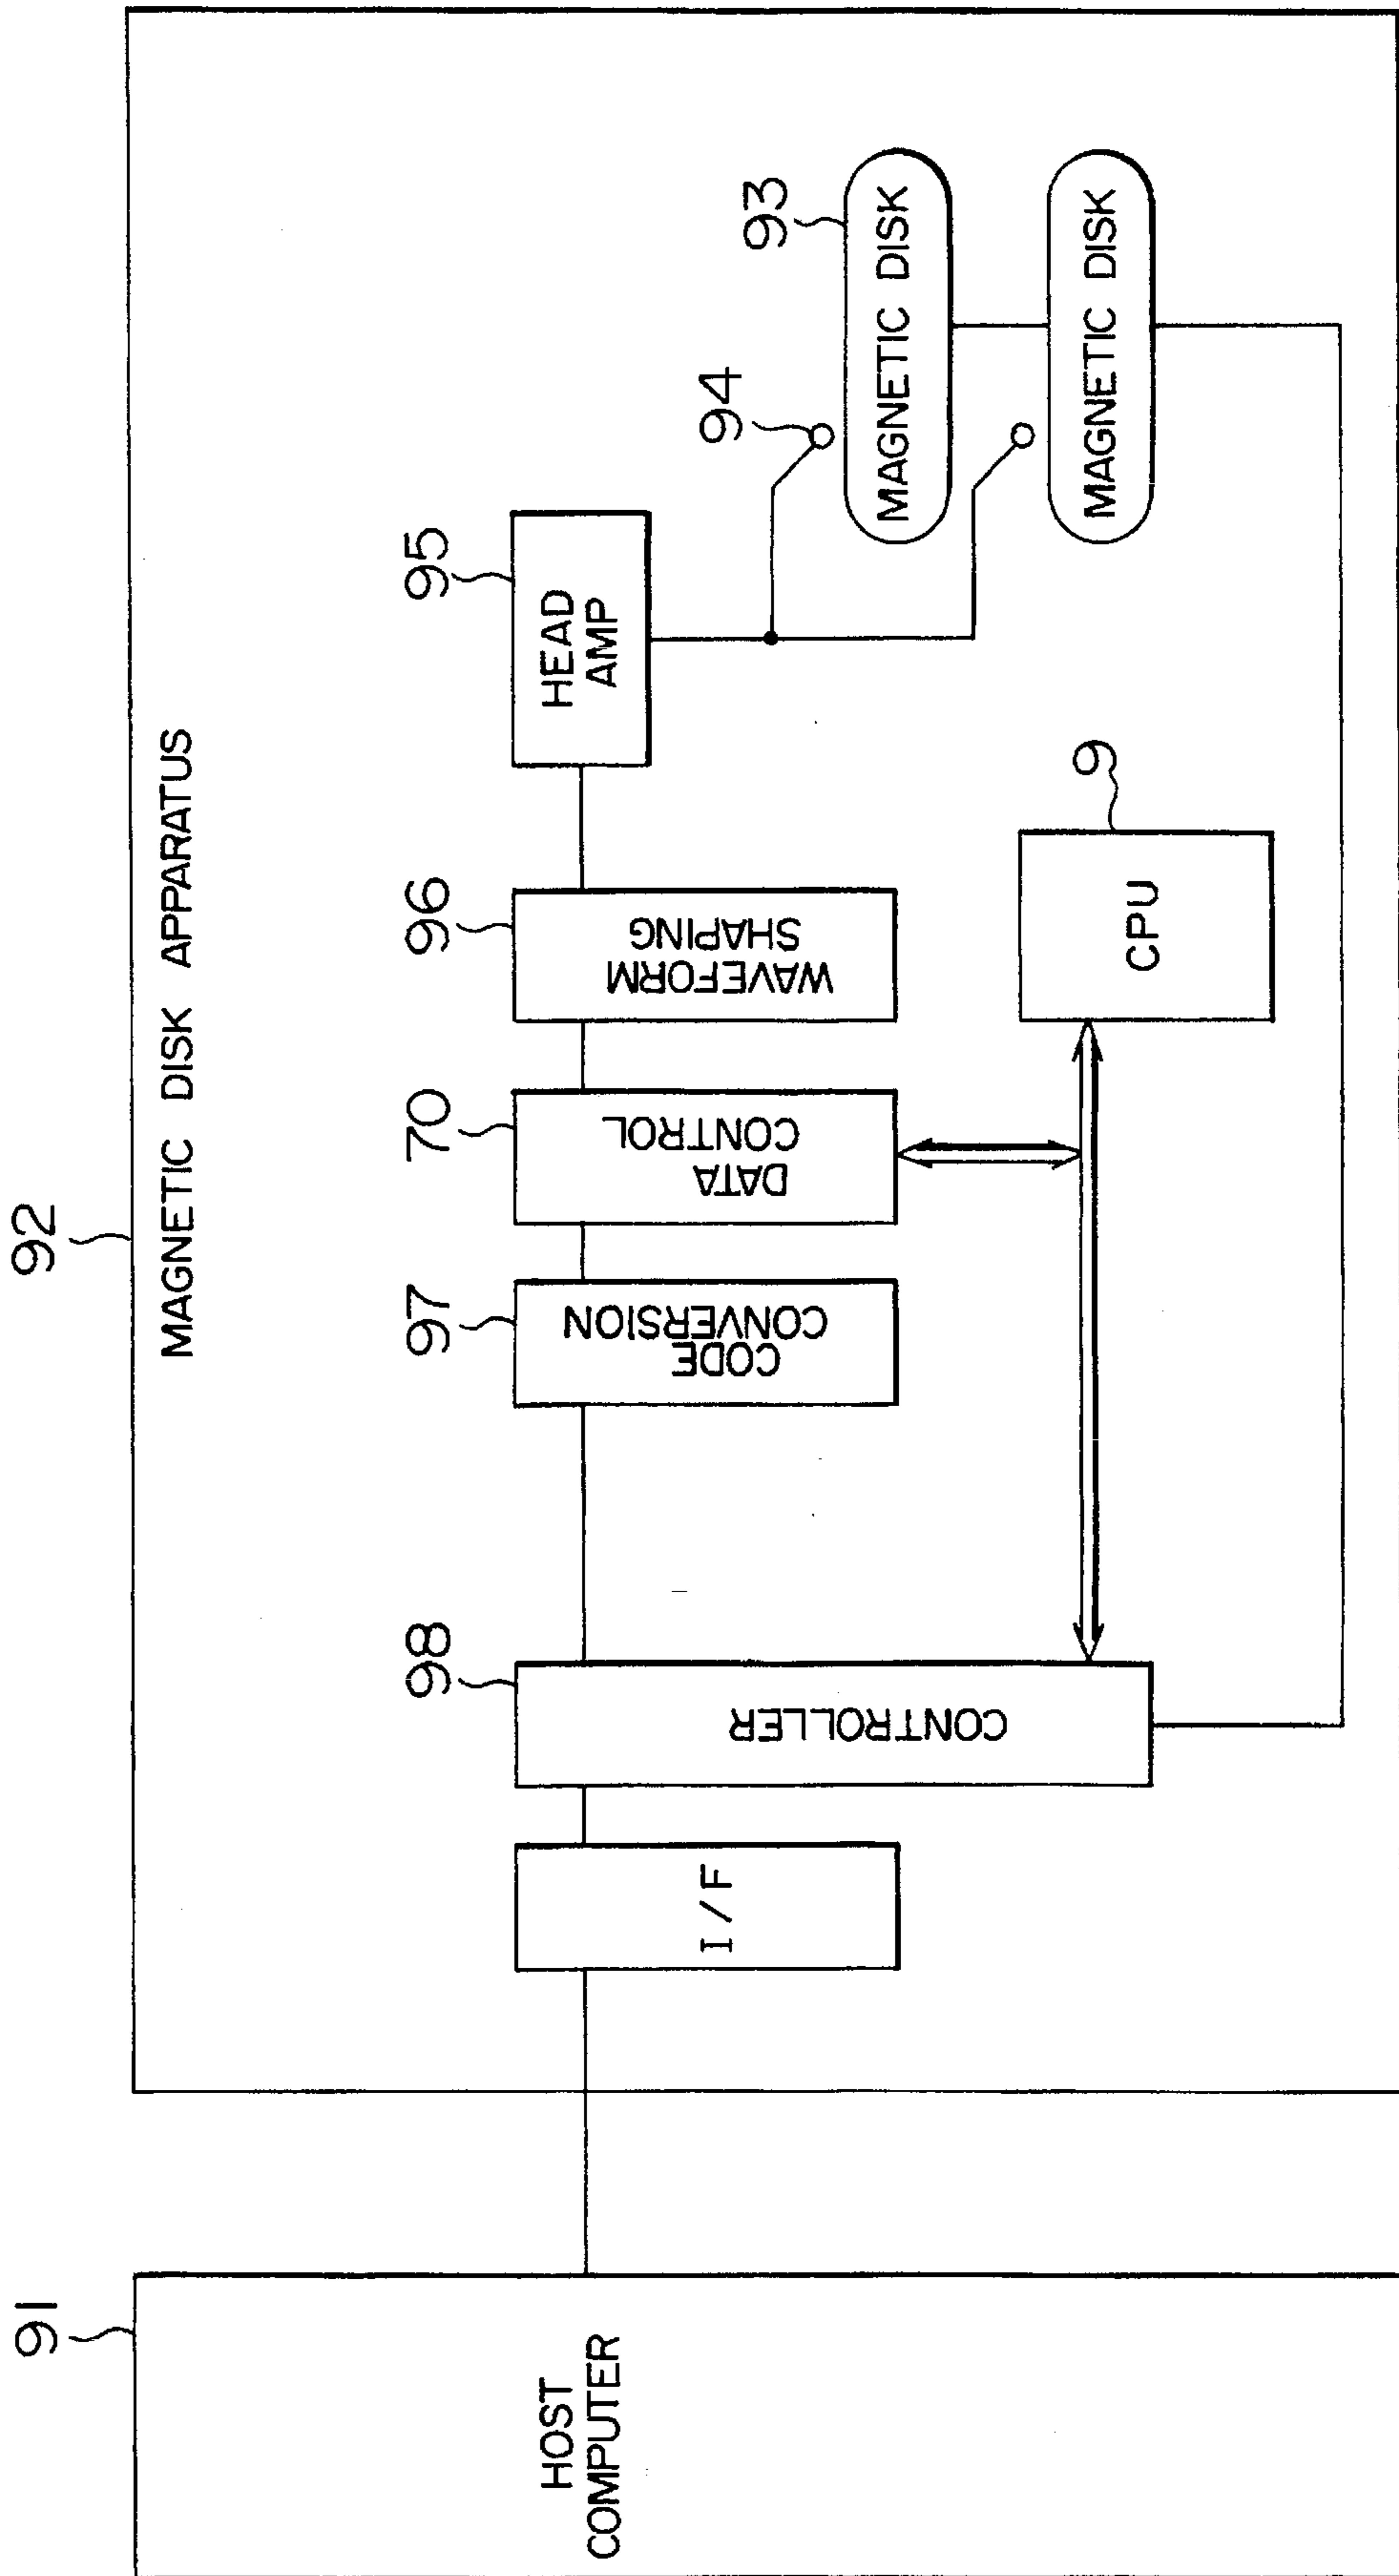 91
92
HOST
COMPUTER
MAGNETIC DISK APPARATUS
I/F
98
CONTROLLER
97
CODE
CONVERSION
70
DATA
CONTROL
96
WAVEFORM
SHAPING
95
HEAD
AMP
94
93
MAGNETIC DISK
MAGNETIC DISK
9
CPU